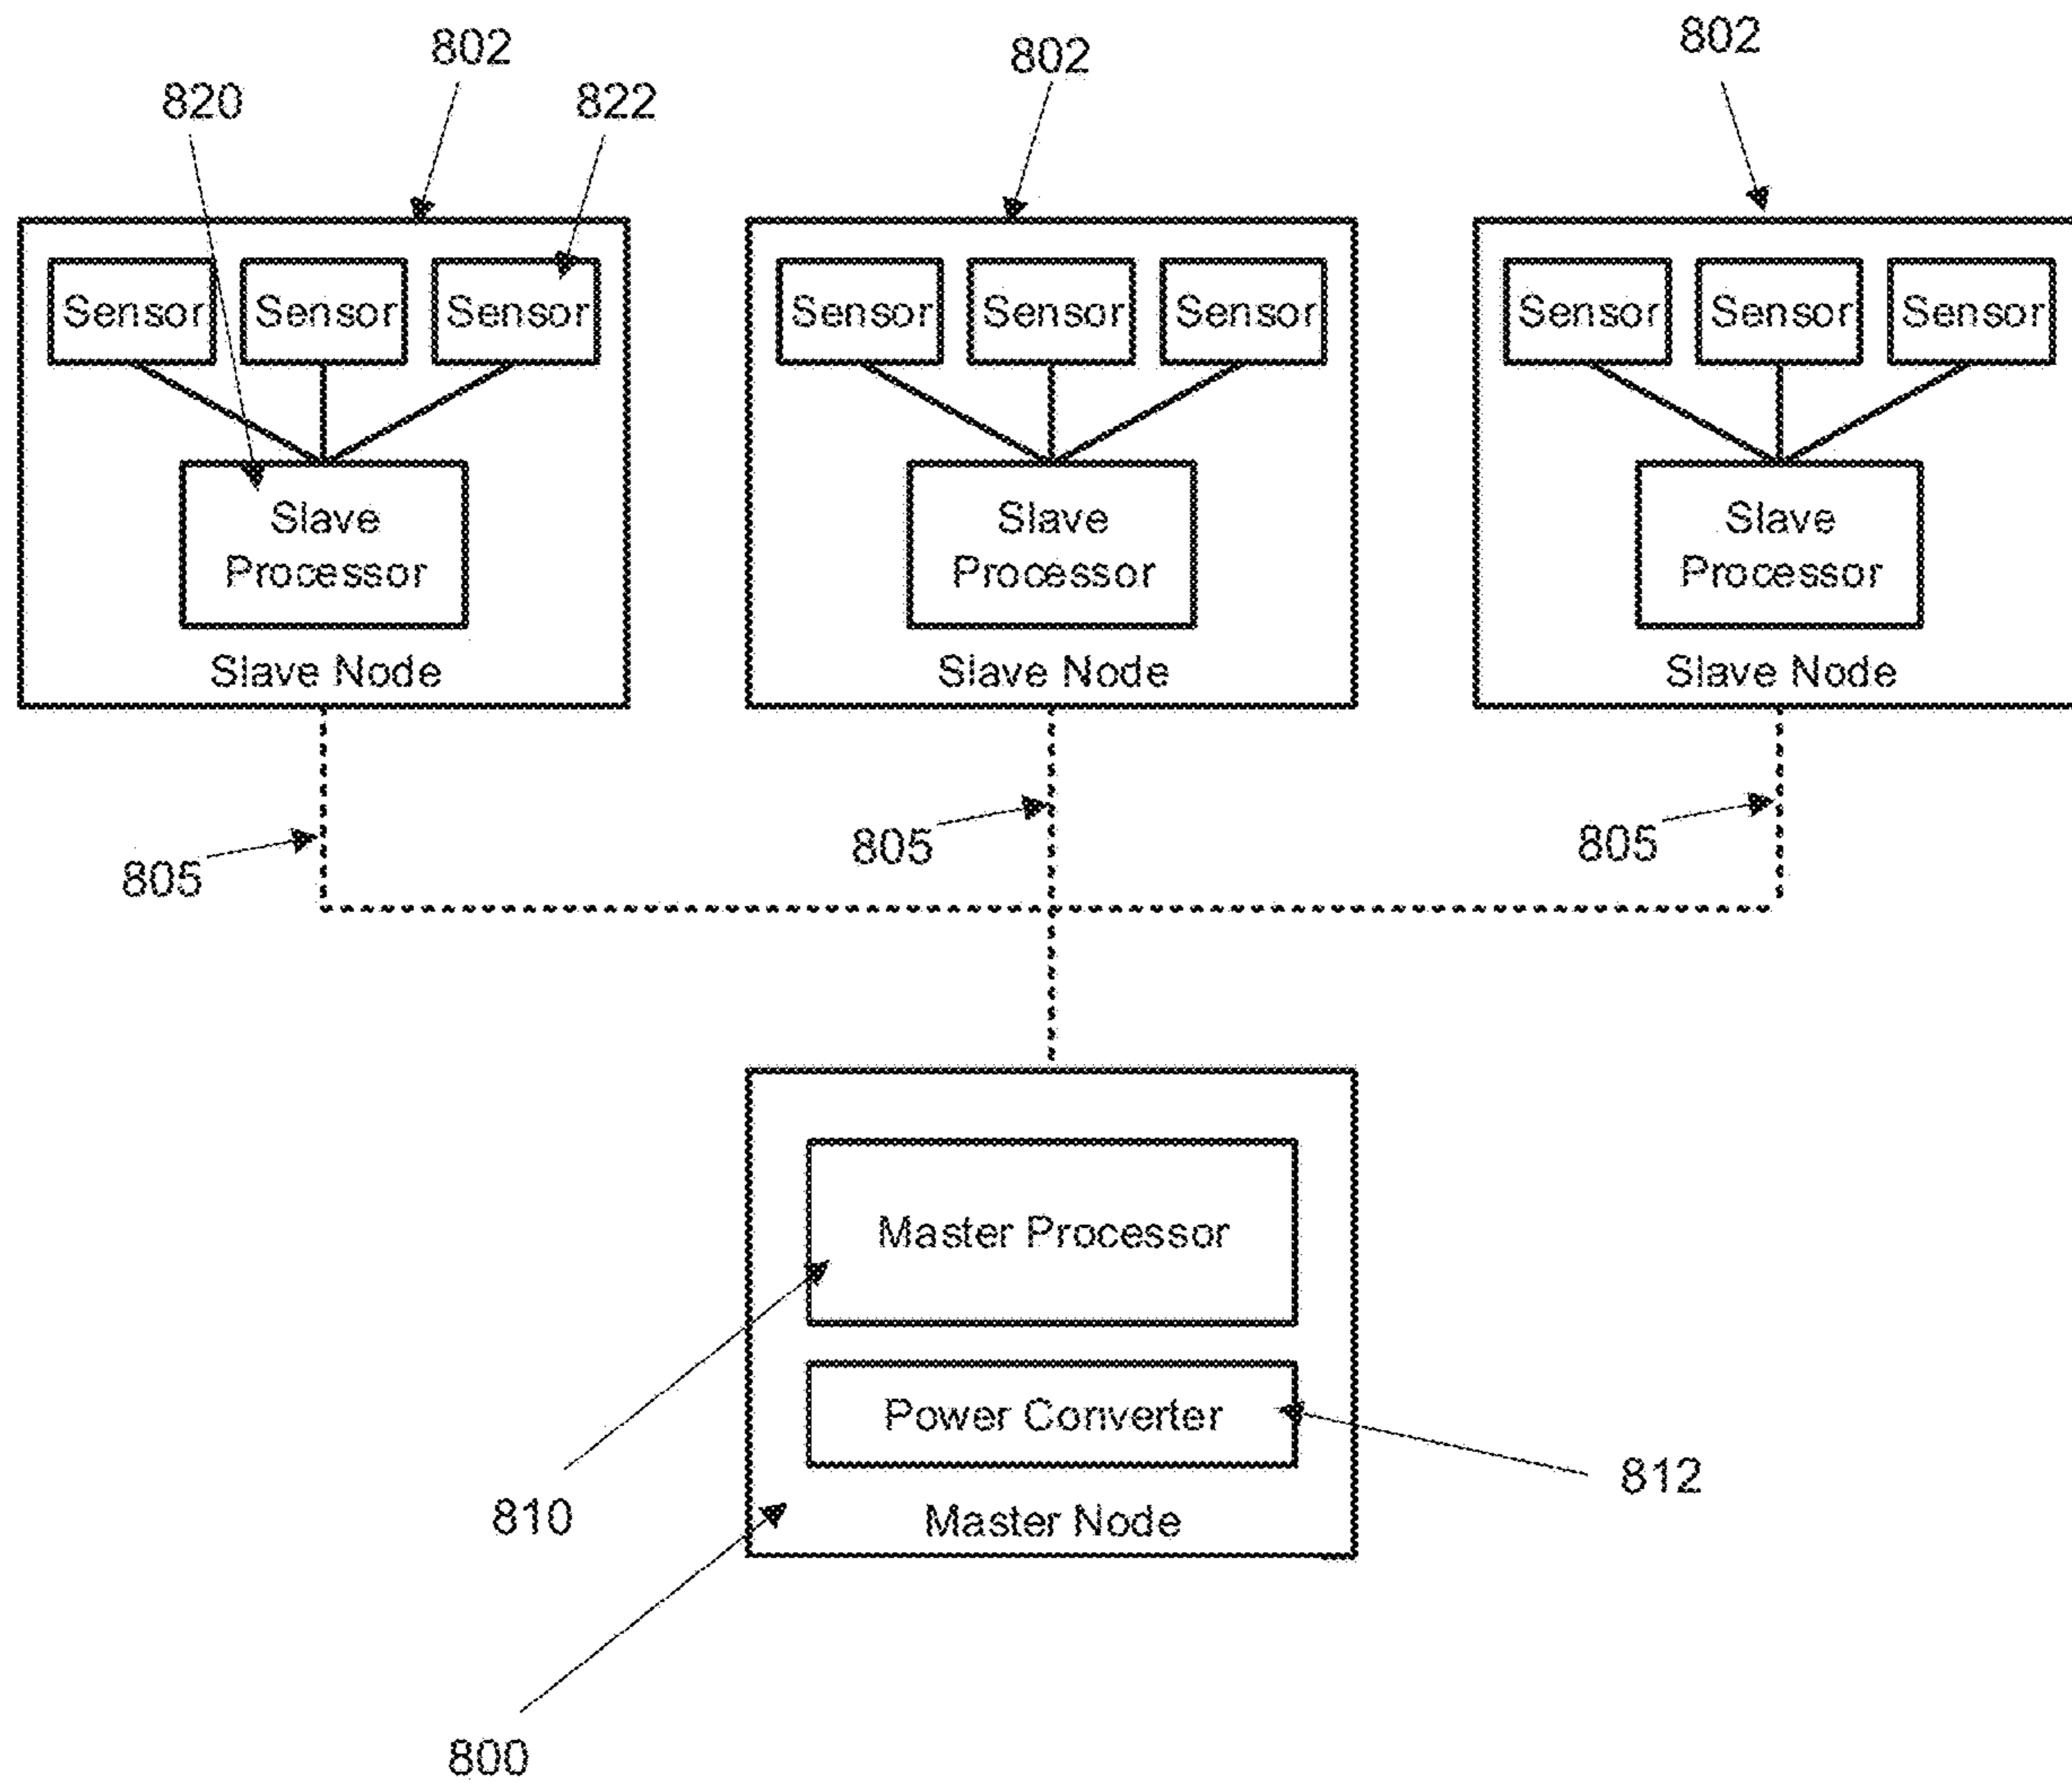 802
802
802
820
822
Sensor Sensor Sensor
Sensor Sensor Sensor
Sensor Sensor Sensor
Slave
Processor
Slave
Processor
Slave
Processor
Slave Node
Slave Node
Slave Node
805
805
805
Master Processor
Power Converter
810
812
Master Node
800